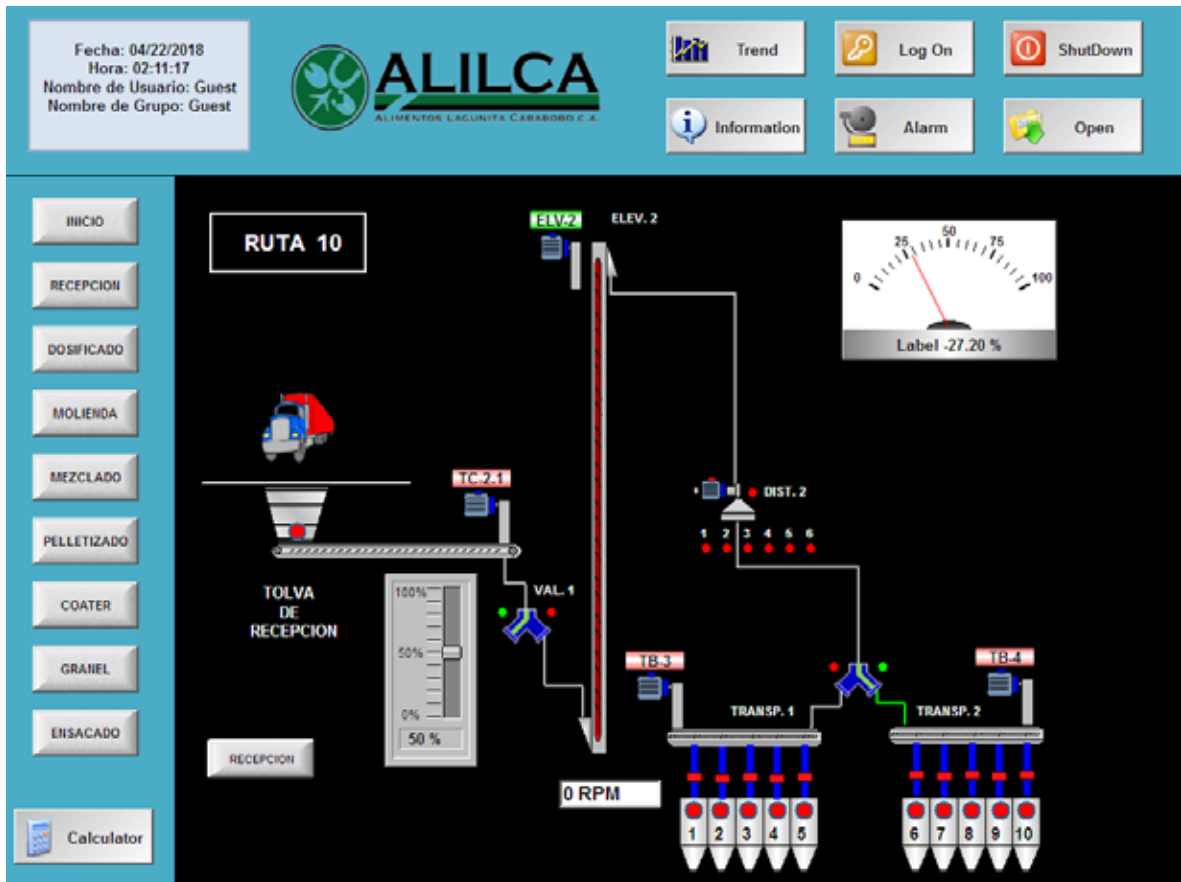 Fecha: 04/22/2018
Hora: 02:11:17
Nombre de Usuario: Guest
Nombre de Grupo: Guest
ALILCA
ALIMENTOS LAGUNITA CARABOBO C.A.
Trend
Log On
ShutDown
Information
Alarm
Open
INICIO
RECEPCION
DOSIFICADO
MOLIENDA
MEZCLADO
PELLETIZADO
COATER
GRANEL
ENSACADO
Calculator
RUTA 10
ELV-2
ELEV. 2
0 25 50 75 100
Label -27.20 %
TC.2.1
DIST. 2
1 2 3 4 5 6
TOLVA
DE
RECEPCION
100%
50%
0%
50 %
VAL. 1
TB-3
TB-4
TRANSP. 1
TRANSP. 2
RECEPCION
0 RPM
1 2 3 4 5
6 7 8 9 10